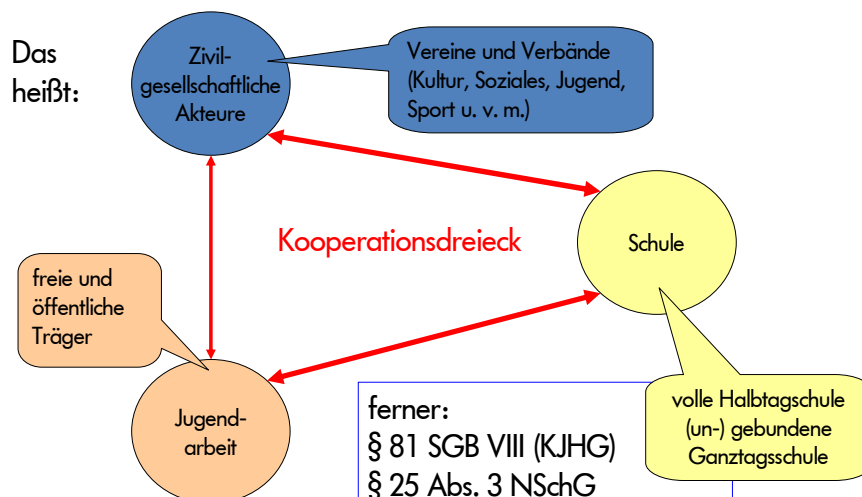 Das
heißt:
Zivil-
gesellschaftliche
Akteure
Vereine und Verbände
(Kultur, Soziales, Jugend,
Sport u. v. m.)
Kooperationsdreieck
Schule
freie und
öffentliche
Träger
Jugend-
arbeit
ferner:
§ 81 SGB VIII (KJHG)
§ 25 Abs. 3 NSchG
volle Halbtagschule
(un-) gebundene
Ganztagsschule